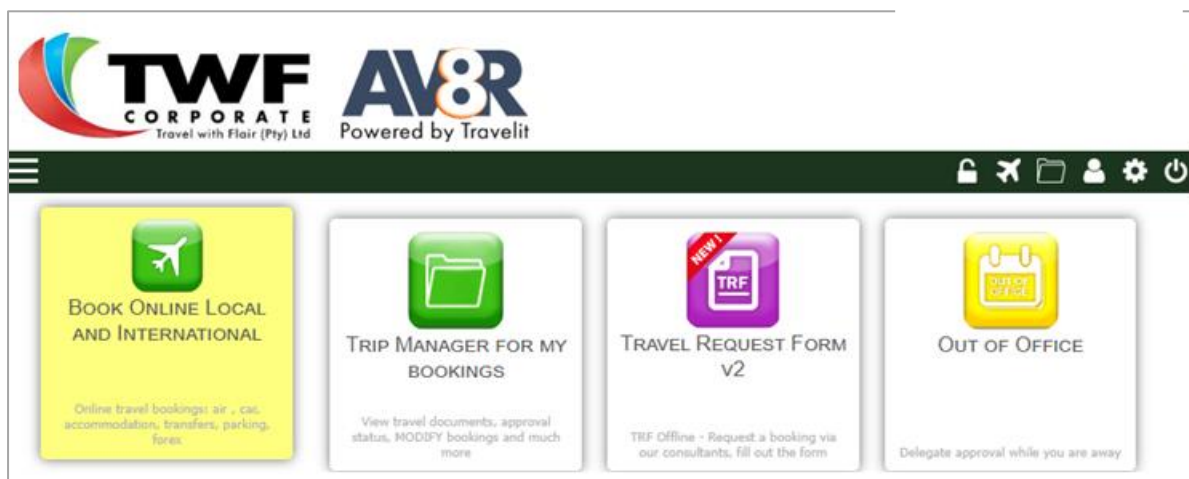 TWF
CORPORATE
Travel with Flair (Pty) Ltd
AV8R
Powered by Travelit
BOOK ONLINE LOCAL
AND INTERNATIONAL
Online travel bookings: air , car,
accommodation, transfers, parking,
forex
TRIP MANAGER FOR MY
BOOKINGS
View travel documents, approval
status, MODIFY bookings and much
more
NEW !
TRF
TRAVEL REQUEST FORM
V2
TRF Offline - Request a booking via
our consultants, fill out the form
OUT OF
OFFICE
OUT OF OFFICE
Delegate approval while you are away